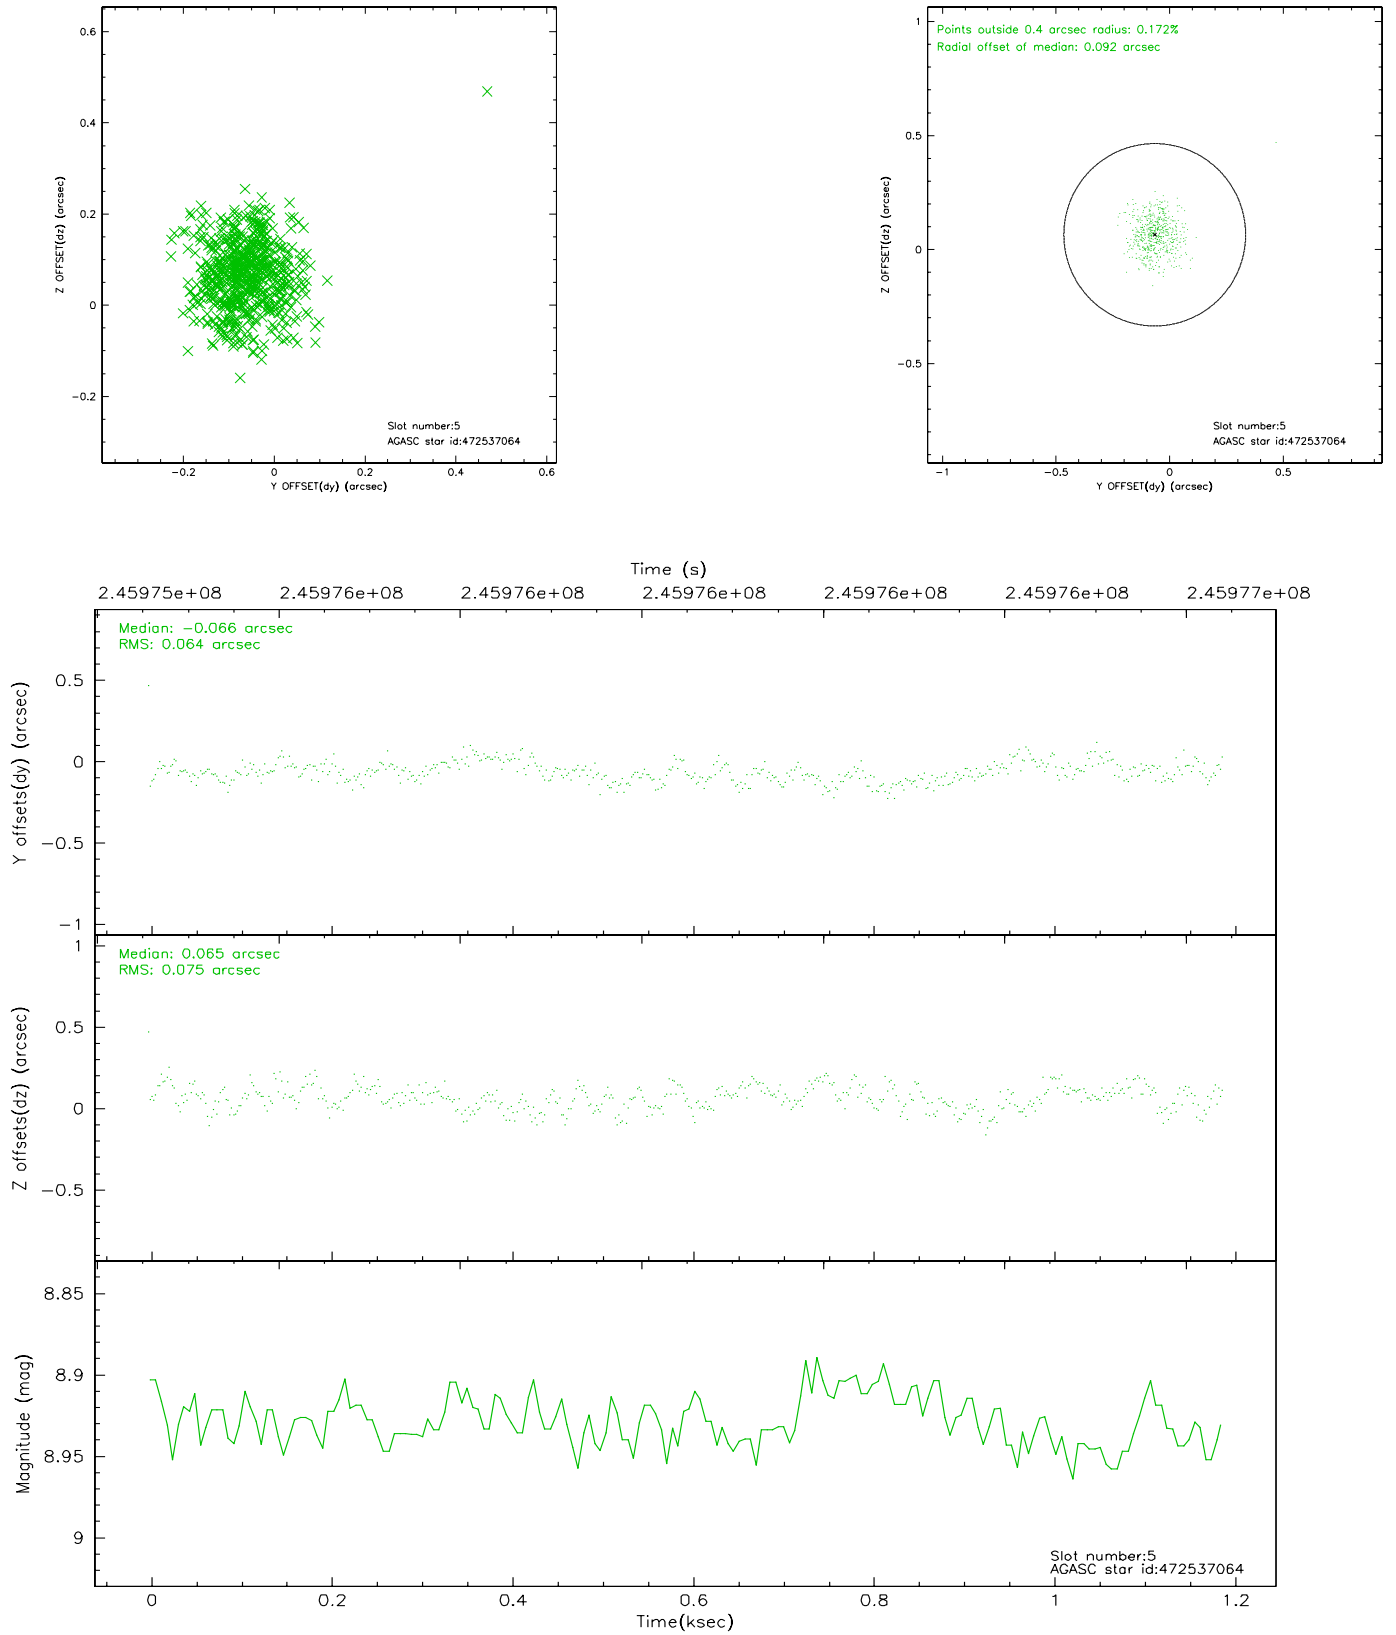 0.6
0.4
0.2
0
−0.2
Z OFFSET(dz) (arcsec)
Slot number:5
AGASC star id:472537064
−0.2 0 0.2 0.4 0.6
Y OFFSET(dy) (arcsec)
Points outside 0.4 arcsec radius: 0.172%
Radial offset of median: 0.092 arcsec
1
0.5
0
−0.5
Z OFFSET(dz) (arcsec)
Slot number:5
AGASC star id:472537064
−1 −0.5 0 0.5
Y OFFSET(dy) (arcsec)
Time (s)
2.45975e+08 2.45976e+08 2.45976e+08 2.45976e+08 2.45976e+08 2.45976e+08 2.45977e+08
Median: −0.066 arcsec
RMS: 0.064 arcsec
0.5
0
−0.5
−1
Y offsets(dy) (arcsec)
Median: 0.065 arcsec
RMS: 0.075 arcsec
1
0.5
0
−0.5
Z offsets(dz) (arcsec)
8.85
8.9
8.95
9
Magnitude (mag)
Slot number:5
AGASC star id:472537064
0 0.2 0.4 0.6 0.8 1 1.2
Time(ksec)